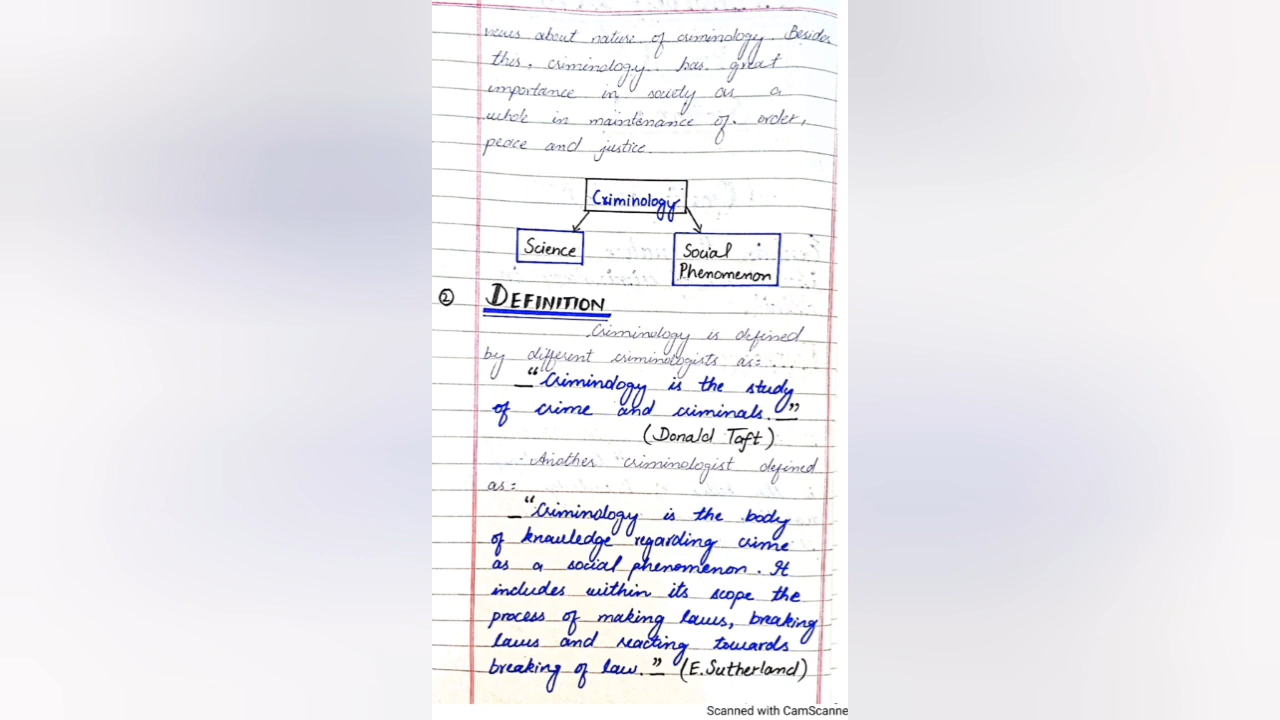 views about nature of criminology. Besides
this, criminology has great
importance in society as a
whole in maintenance of order,
peace and justice.
Criminology
Science
Social
Phenomenon
② DEFINITION
Criminology is defined
by different criminologists as:- ....
"Criminology is the study
of crime and criminals."
(Donald Taft)
Another criminologist defined
as:-
"Criminology is the body
of knowledge regarding crime
as a social phenomenon. It
includes within its scope the
process of making laws, breaking
laws and reacting towards
breaking of law." (E.Sutherland)
Scanned with CamScanne